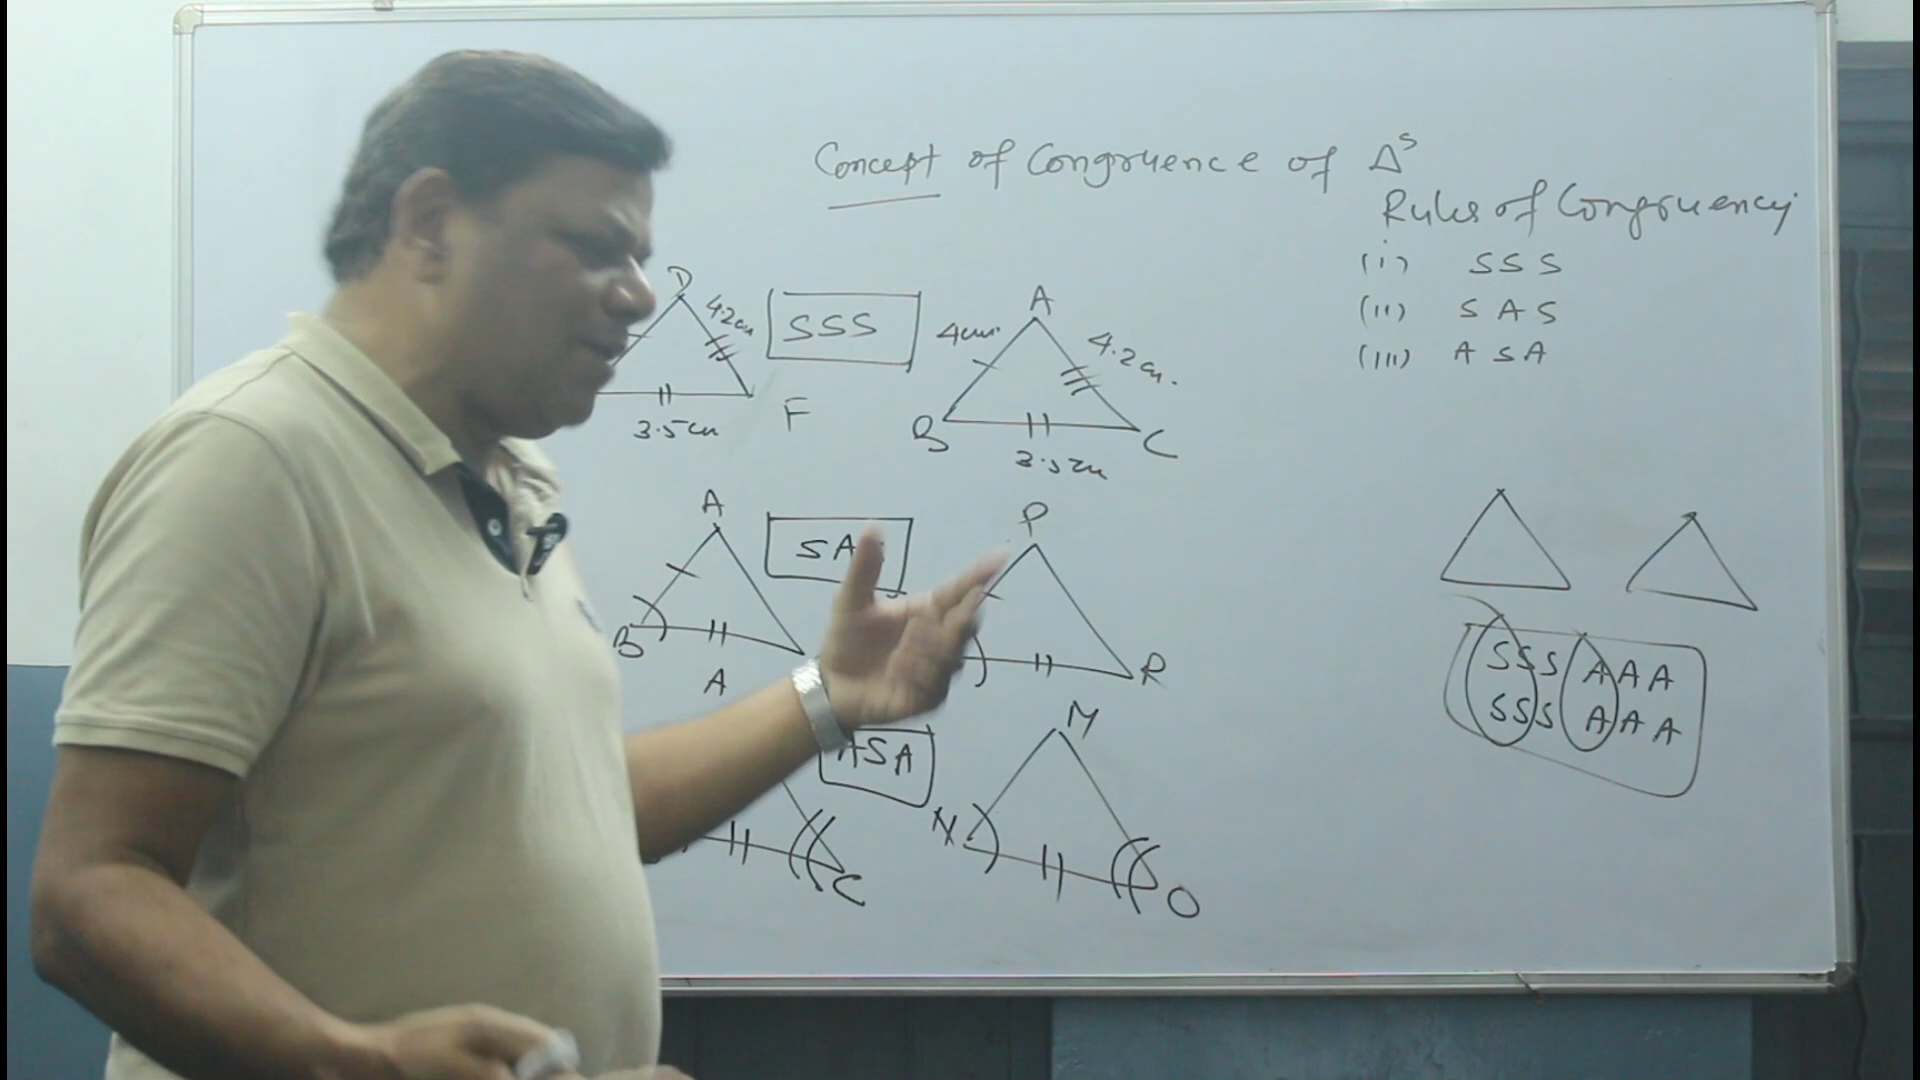 Concept of Congruence of Δs
Rules of Congruency
(i) SSS
(ii) SAS
(iii) ASA
D
4.2cm
3.5cm
F
SSS
A
4cm
4.2cm.
B
C
3.5cm
A
B
SA
P
R
A
C
ASA
M
N
O
SSS AAA
SSS AAA